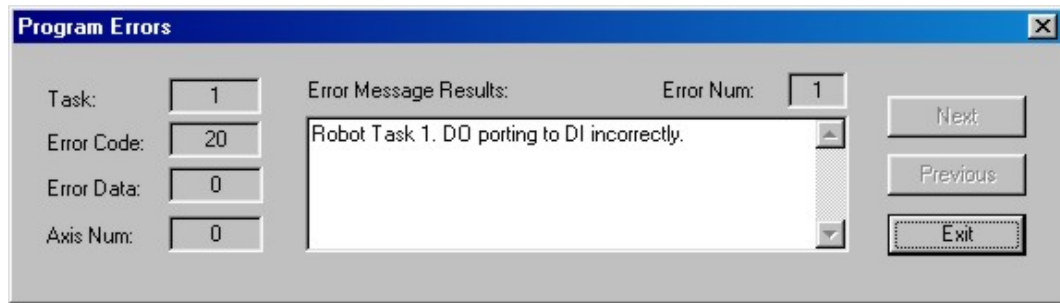 Program Errors
Task: 1
Error Code: 20
Error Data: 0
Axis Num: 0
Error Message Results:
Error Num: 1
Robot Task 1. DO porting to DI incorrectly.
Next
Previous
Exit